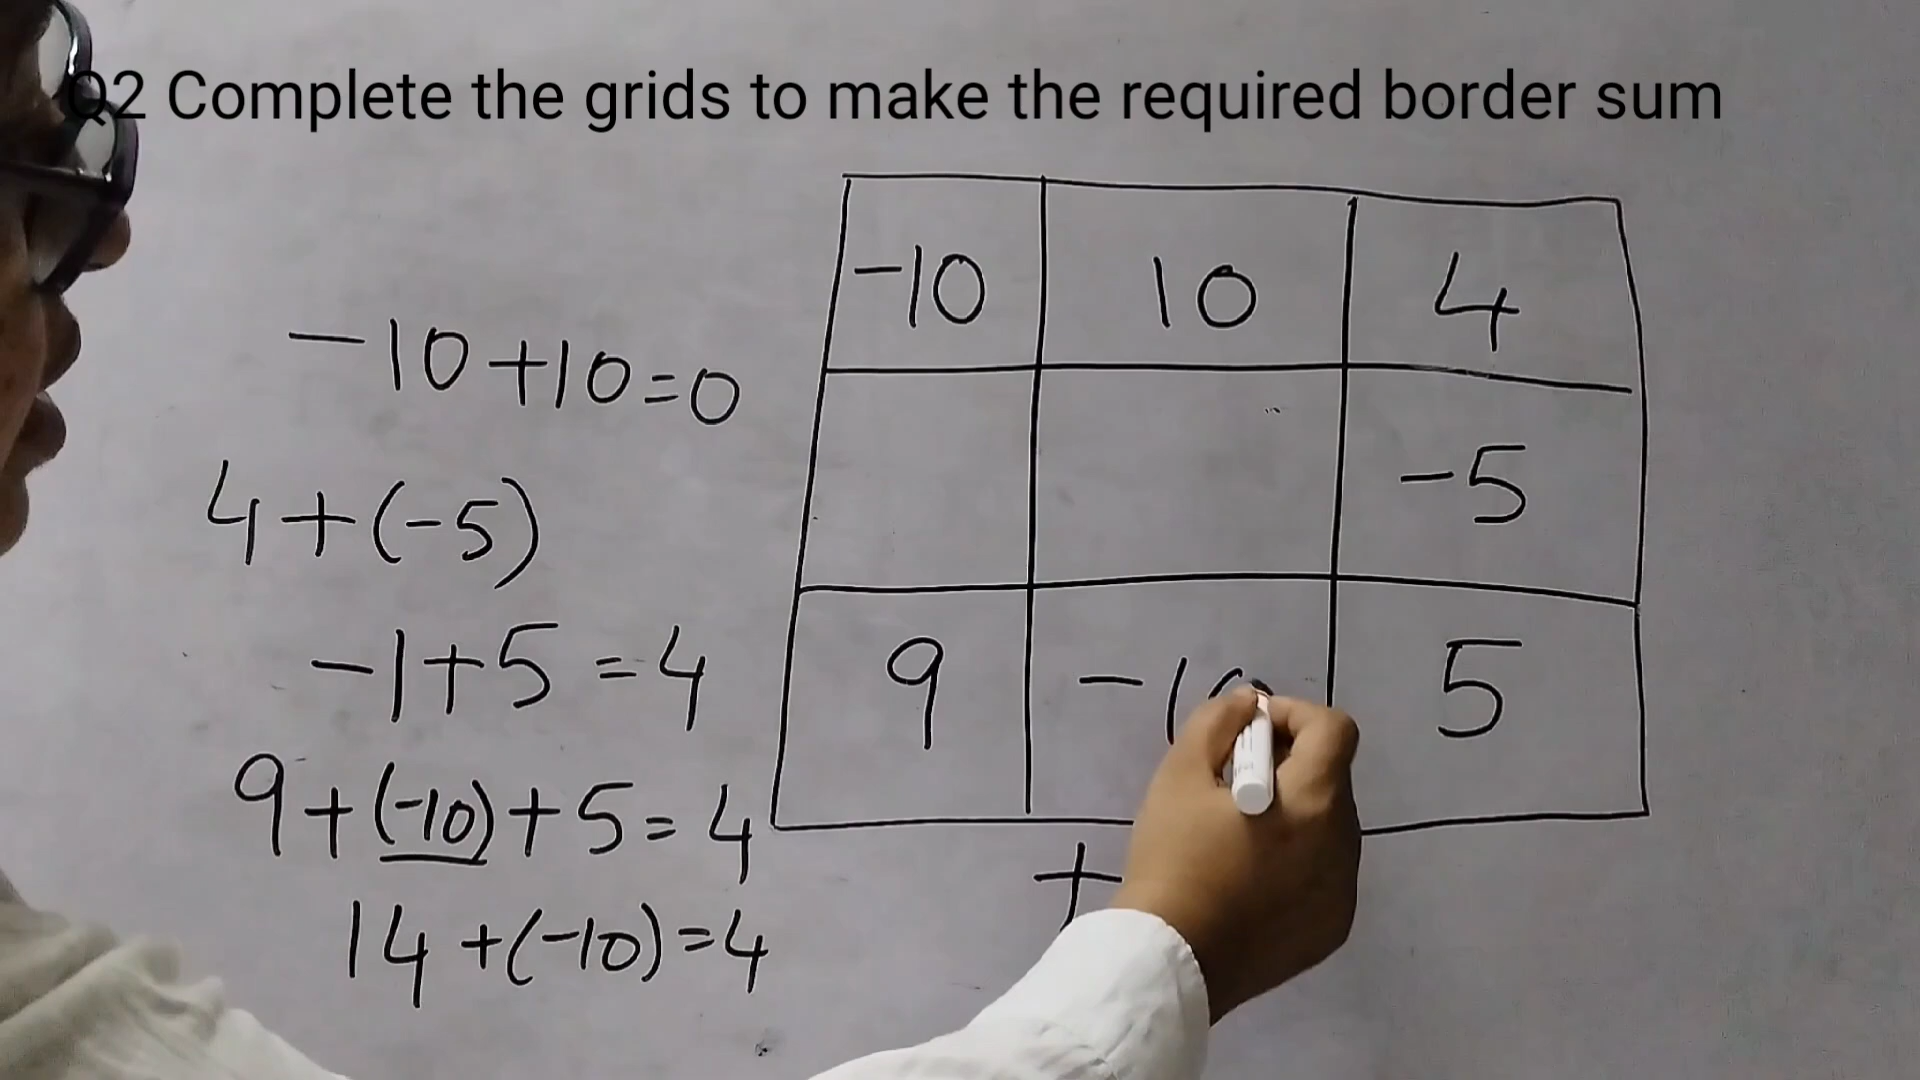 Q2 Complete the grids to make the required border sum
-10 10 4
-10+10=0
4+(-5)
-5
-1+5=4
9 -10 5
9+(-10)+5=4
+
14+(-10)=4